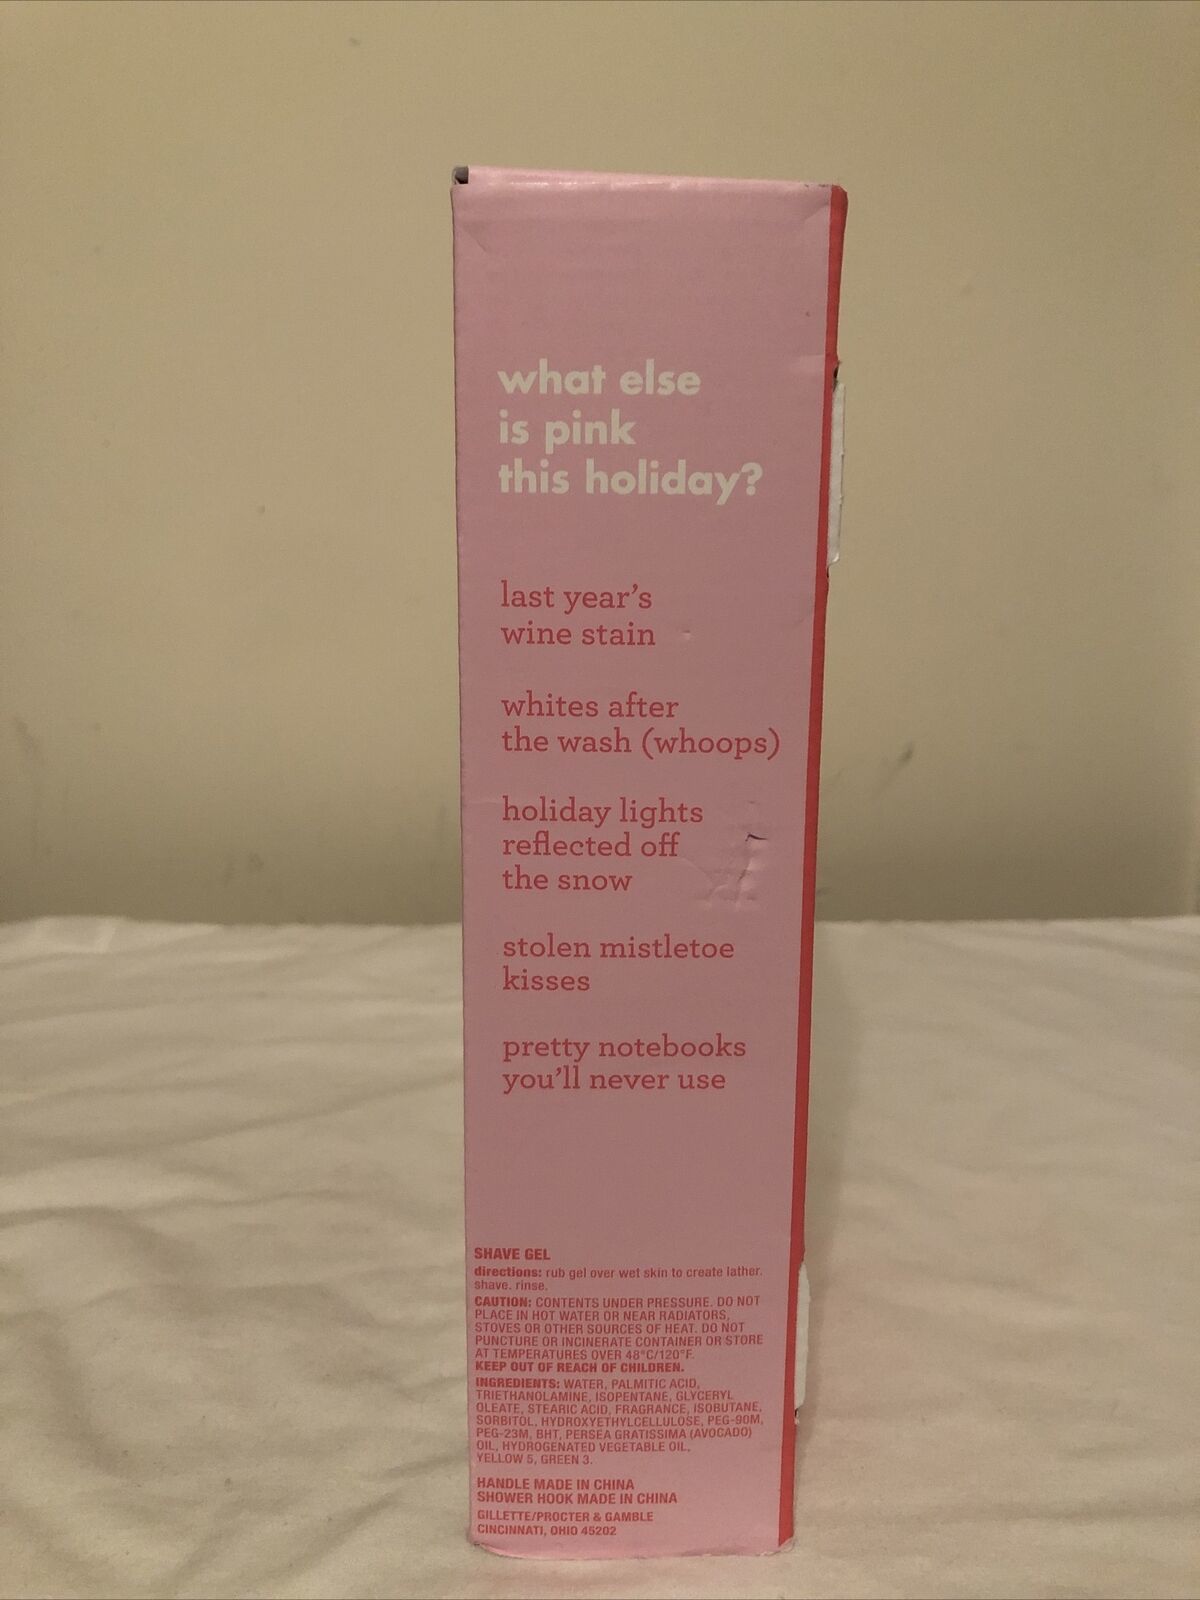 what else
is pink
this holiday?
last year's
wine stain
whites after
the wash (whoops)
holiday lights
reflected off
the snow
stolen mistletoe
kisses
pretty notebooks
you'll never use
SHAVE GEL
directions: rub gel over wet skin to create lather.
shave. rinse.
CAUTION: CONTENTS UNDER PRESSURE. DO NOT
PLACE IN HOT WATER OR NEAR RADIATORS,
STOVES OR OTHER SOURCES OF HEAT. DO NOT
PUNCTURE OR INCINERATE CONTAINER OR STORE
AT TEMPERATURES OVER 48°C/120°F.
KEEP OUT OF REACH OF CHILDREN.
INGREDIENTS: WATER, PALMITIC ACID,
TRIETHANOLAMINE, ISOPENTANE, GLYCERYL
OLEATE, STEARIC ACID, FRAGRANCE, ISOBUTANE,
SORBITOL, HYDROXYETHYLCELLULOSE, PEG-90M,
PEG-23M, BHT, PERSEA GRATISSIMA (AVOCADO)
OIL, HYDROGENATED VEGETABLE OIL,
YELLOW 5, GREEN 3.
HANDLE MADE IN CHINA
SHOWER HOOK MADE IN CHINA
GILLETTE/PROCTER & GAMBLE
CINCINNATI, OHIO 45202